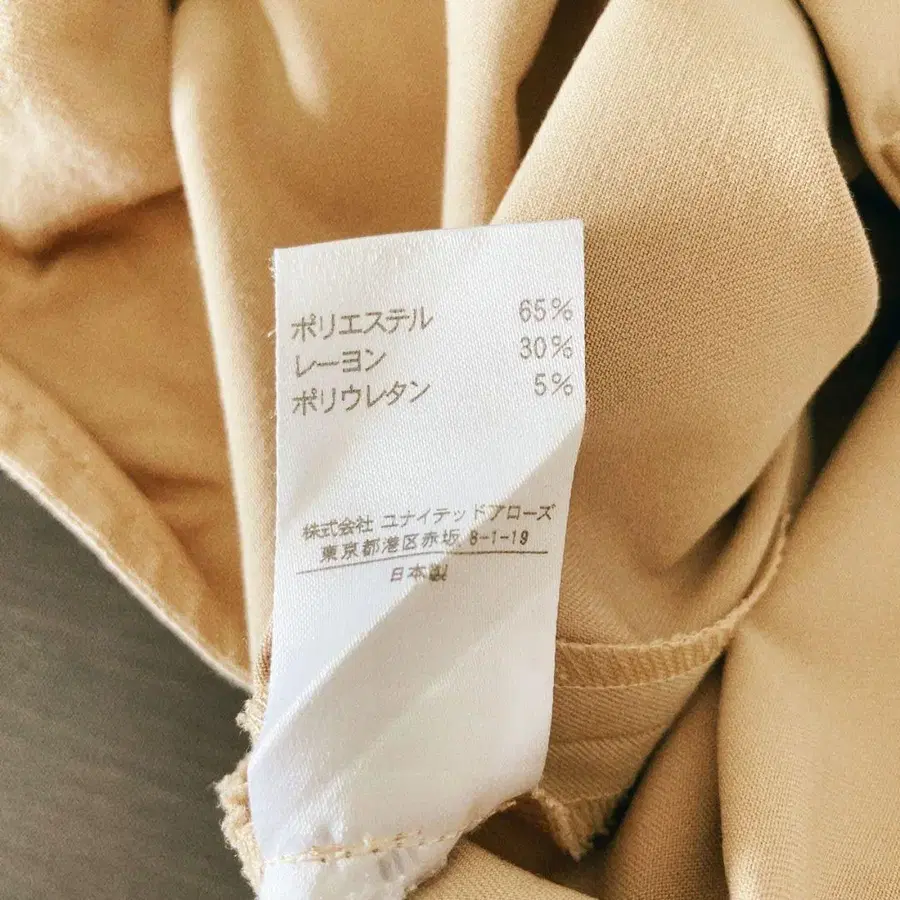 ポリエステル 65%
レーヨン 30%
ポリウレタン 5%
株式会社 ユナイテッドアローズ
東京都港区赤坂 8-1-19
日本製